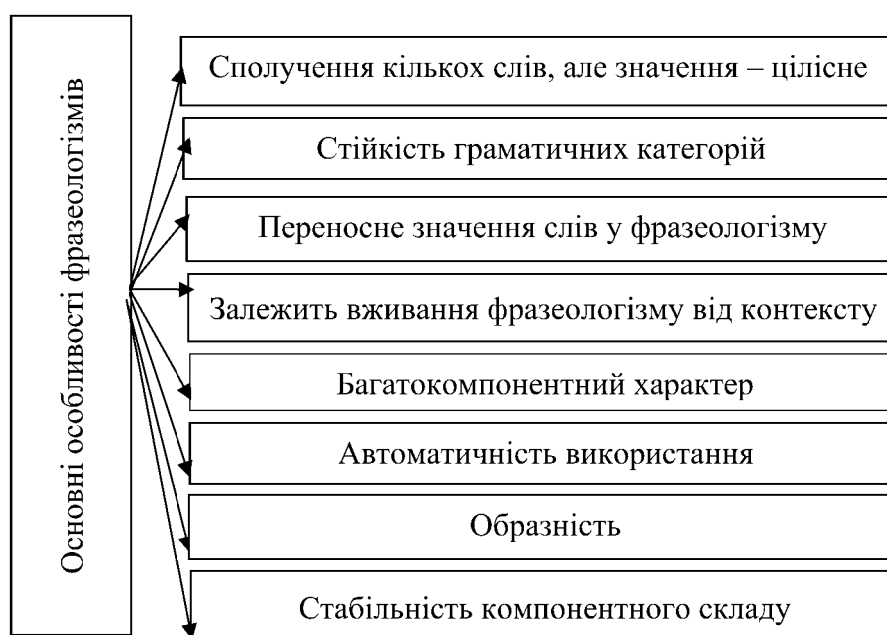 Основні особливості фразеологізмів
Сполучення кількох слів, але значення – цілісне
Стійкість граматичних категорій
Переносне значення слів у фразеологізму
Залежить вживання фразеологізму від контексту
Багатокомпонентний характер
Автоматичність використання
Образність
Стабільність компонентного складу